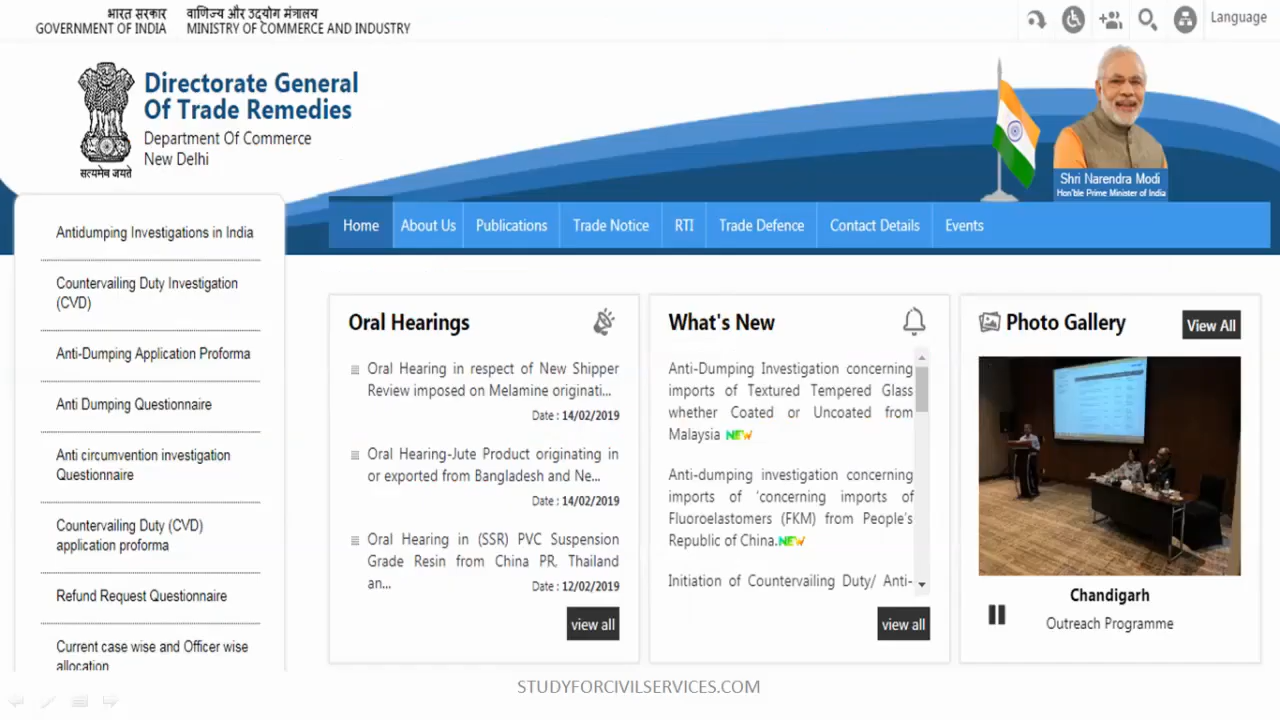 भारत सरकार
GOVERNMENT OF INDIA
वाणिज्य और उद्योग मंत्रालय
MINISTRY OF COMMERCE AND INDUSTRY
Language
Directorate General
Of Trade Remedies
Department Of Commerce
New Delhi
सत्यमेव जयते
Shri Narendra Modi
Hon'ble Prime Minister of India
Home
About Us
Publications
Trade Notice
RTI
Trade Defence
Contact Details
Events
Antidumping Investigations in India
Countervailing Duty Investigation
(CVD)
Anti-Dumping Application Proforma
Anti Dumping Questionnaire
Anti circumvention investigation
Questionnaire
Countervailing Duty (CVD)
application proforma
Refund Request Questionnaire
Current case wise and Officer wise
allocation
Oral Hearings
Oral Hearing in respect of New Shipper
Review imposed on Melamine originati...
Date : 14/02/2019
Oral Hearing-Jute Product originating in
or exported from Bangladesh and Ne...
Date : 14/02/2019
Oral Hearing in (SSR) PVC Suspension
Grade Resin from China PR, Thailand
an...
Date : 12/02/2019
view all
What's New
Anti-Dumping Investigation concerning
imports of Textured Tempered Glass
whether Coated or Uncoated from
Malaysia NEW
Anti-dumping investigation concerning
imports of 'concerning imports of
Fluoroelastomers (FKM) from People's
Republic of China.NEW
Initiation of Countervailing Duty/ Anti-
view all
Photo Gallery
View All
Chandigarh
Outreach Programme
STUDYFORCIVILSERVICES.COM